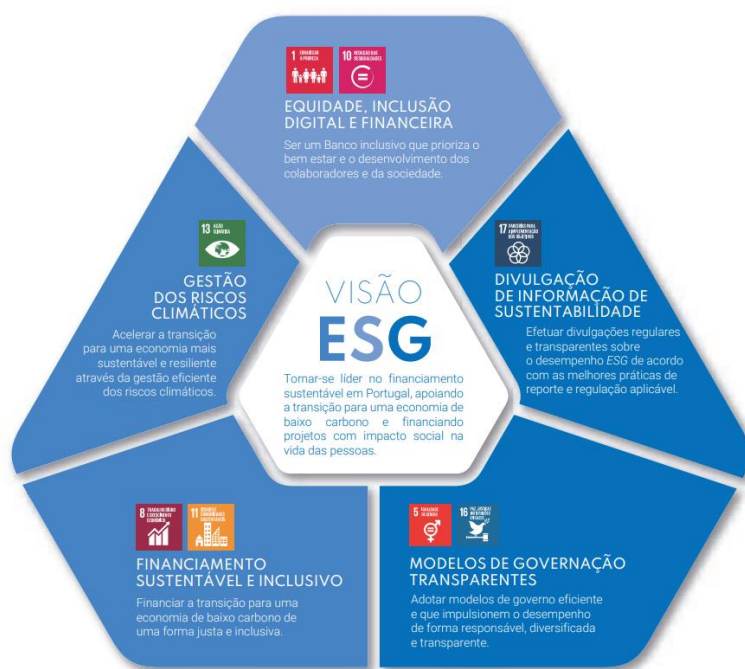 1 ERRADICAR
A POBREZA
10 REDUÇÃO DAS
DESIGUALDADES
EQUIDADE, INCLUSÃO
DIGITAL E FINANCEIRA
Ser um Banco inclusivo que prioriza o
bem estar e o desenvolvimento dos
colaboradores e da sociedade.
13 AÇÃO
CLIMÁTICA
GESTÃO
DOS RISCOS
CLIMÁTICOS
Acelerar a transição
para uma economia mais
sustentável e resiliente
através da gestão eficiente
dos riscos climáticos.
17 PARCERIAS PARA
A IMPLEMENTAÇÃO
DOS OBJETIVOS
DIVULGAÇÃO
DE INFORMAÇÃO DE
SUSTENTABILIDADE
Efetuar divulgações regulares
e transparentes sobre
o desempenho ESG de acordo
com as melhores práticas de
reporte e regulação aplicável.
VISÃO
ESG
Tornar-se líder no financiamento
sustentável em Portugal, apoiando
a transição para uma economia de
baixo carbono e financiando
projetos com impacto social na
vida das pessoas.
8 TRABALHO DIGNO
E CRESCIMENTO
ECONÓMICO
11 CIDADES E
COMUNIDADES
SUSTENTÁVEIS
FINANCIAMENTO
SUSTENTÁVEL E INCLUSIVO
Financiar a transição para uma
economia de baixo carbono de
uma forma justa e inclusiva.
5 IGUALDADE
DE GÉNERO
16 PAZ, JUSTIÇA E
INSTITUIÇÕES
EFICAZES
MODELOS DE GOVERNAÇÃO
TRANSPARENTES
Adotar modelos de governo eficiente
e que impulsionem o desempenho
de forma responsável, diversificada
e transparente.